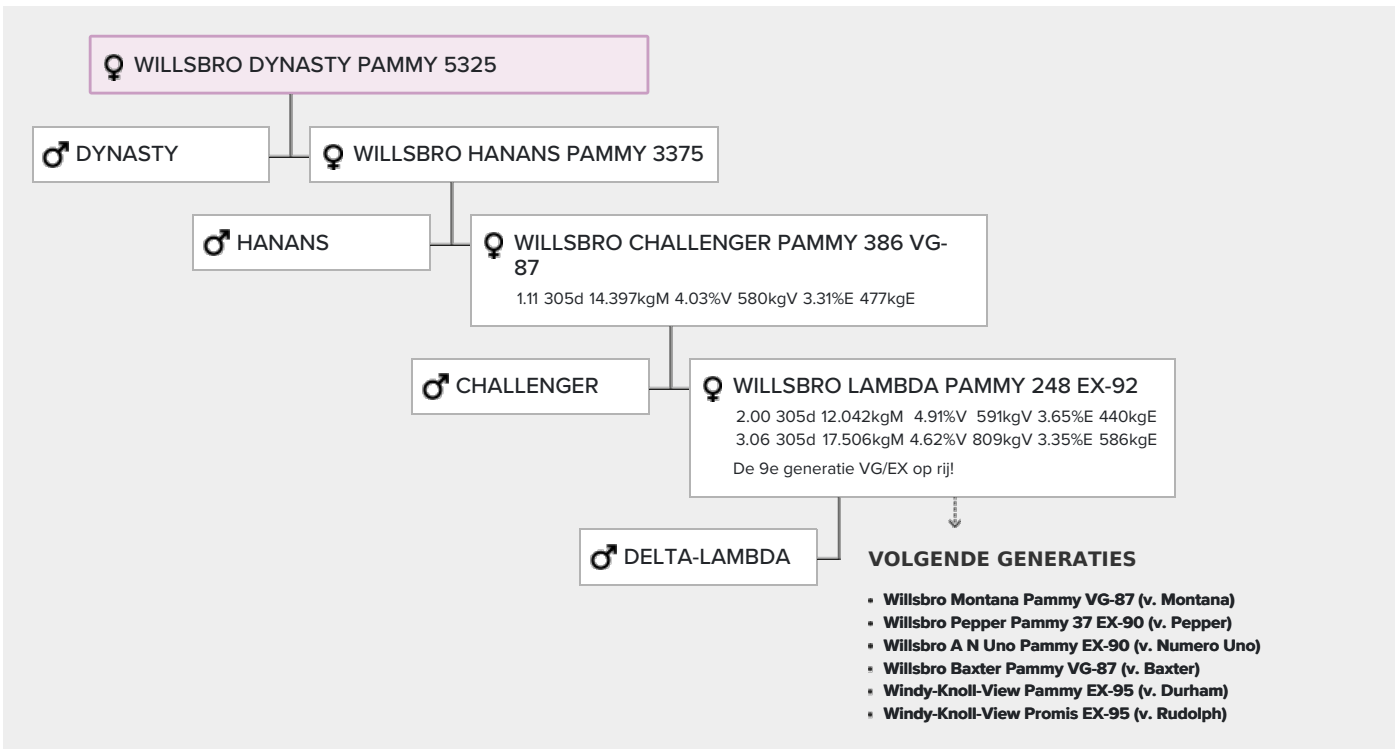 WILLSBRO DYNASTY PAMMY 5325
DYNASTY
WILLSBRO HANANS PAMMY 3375
HANANS
WILLSBRO CHALLENGER PAMMY 386 VG-
87
1.11 305d 14.397kgM 4.03%V 580kgV 3.31%E 477kgE
CHALLENGER
WILLSBRO LAMBDA PAMMY 248 EX-92
2.00 305d 12.042kgM 4.91%V 591kgV 3.65%E 440kgE
3.06 305d 17.506kgM 4.62%V 809kgV 3.35%E 586kgE
De 9e generatie VG/EX op rij!
DELTA-LAMBDA
VOLGENDE GENERATIES
Willsbro Montana Pammy VG-87 (v. Montana)
Willsbro Pepper Pammy 37 EX-90 (v. Pepper)
Willsbro A N Uno Pammy EX-90 (v. Numero Uno)
Willsbro Baxter Pammy VG-87 (v. Baxter)
Windy-Knoll-View Pammy EX-95 (v. Durham)
Windy-Knoll-View Promis EX-95 (v. Rudolph)